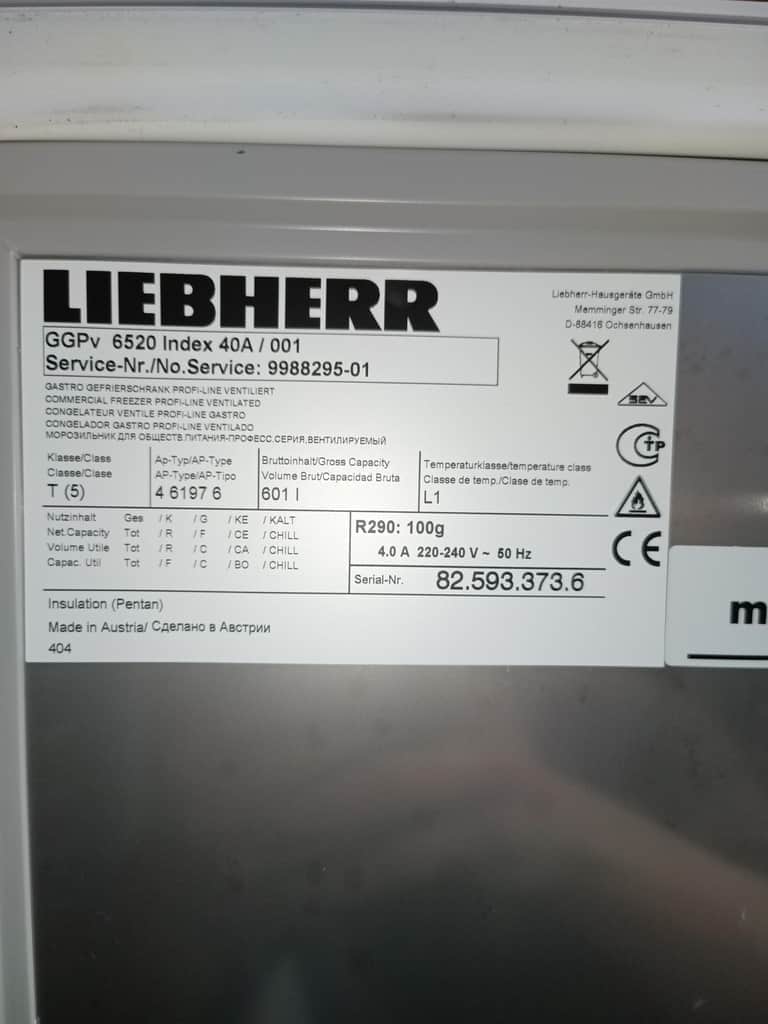 LIEBHERR
Liebherr-Hausgeräte GmbH
Memminger Str. 77-79
D-88416 Ochsenhausen
GGPv 6520 Index 40A / 001
Service-Nr./No.Service: 9988295-01
GASTRO GEFRIERSCHRANK PROFI-LINE VENTILIERT
COMMERCIAL FREEZER PROFI-LINE VENTILATED
CONGELATEUR VENTILE PROFI-LINE GASTRO
CONGELADOR GASTRO PROFI-LINE VENTILADO
МОРОЗИЛЬНИК ДЛЯ ОБЩЕСТВ.ПИТАНИЯ-ПРОФЕСС.СЕРИЯ,ВЕНТИЛИРУЕМЫЙ
SEV
Klasse/Class
Classe/Clase
T (5)
Ap-Typ/AP-Type
AP-Type/AP-Tipo
4 6197 6
Bruttoinhalt/Gross Capacity
Volume Brut/Capacidad Bruta
601 l
Temperaturklasse/temperature class
Classe de temp./Clase de temp.
L1
Nutzinhalt Ges / K / G / KE / KALT
Net.Capacity Tot / R / F / CE / CHILL
Volume Utile Tot / R / C / CA / CHILL
Capac. Util Tot / F / C / BO / CHILL
R290: 100g
4.0 A 220-240 V ~ 50 Hz
Serial-Nr. 82.593.373.6
CE
Insulation (Pentan)
Made in Austria/ Сделано в Австрии
404
m